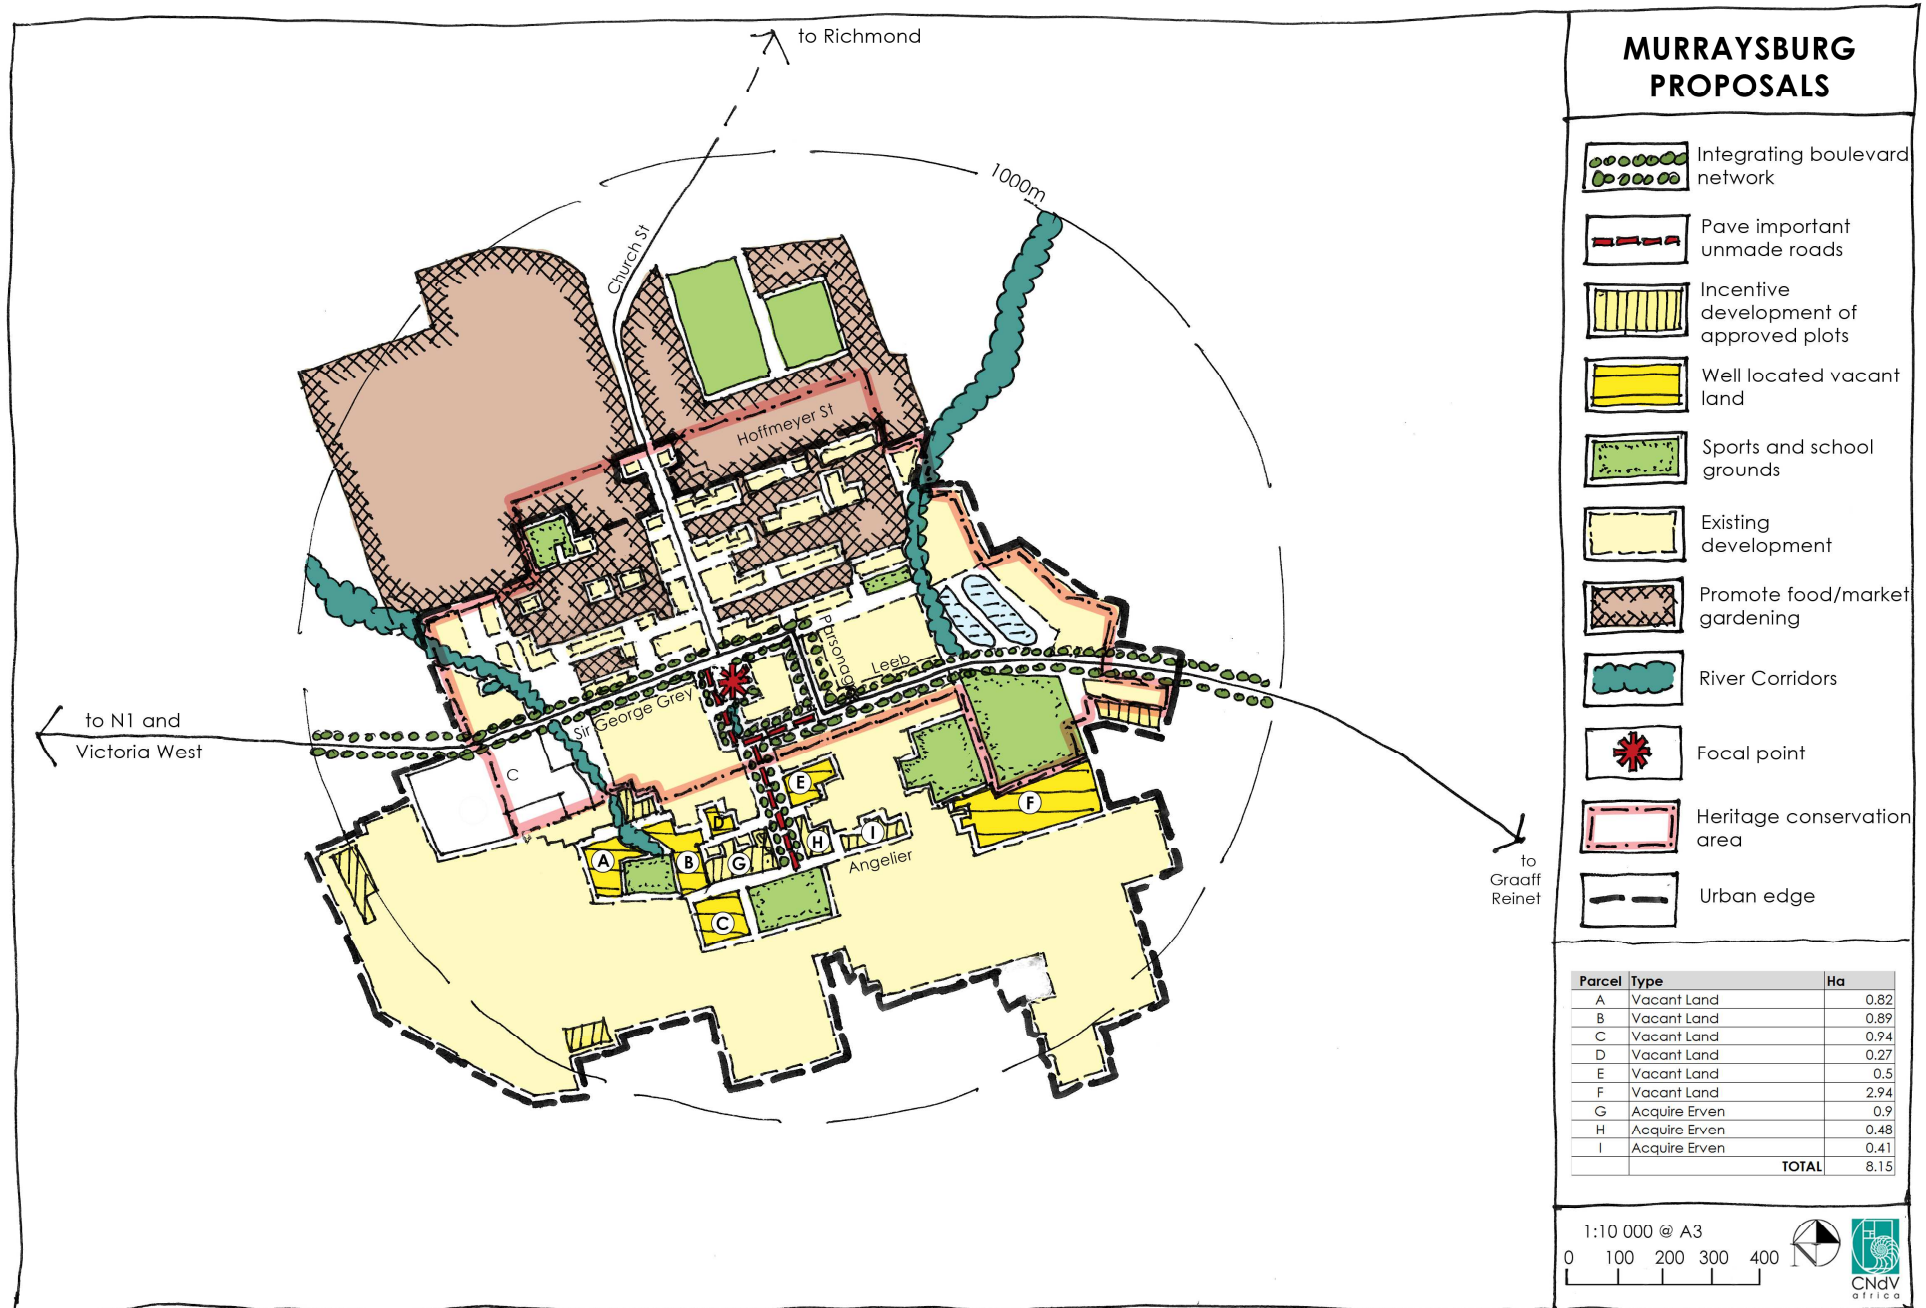 to Richmond
1000m
Church St
Hoffmeyer St
Parsonage
Leeb
Sir George Grey
to N1 and
Victoria West
C
E
F
D
A
B
G
H
I
Angelier
C
to
Graaff
Reinet
MURRAYSBURG
PROPOSALS
Integrating boulevard
network
Pave important
unmade roads
Incentive
development of
approved plots
Well located vacant
land
Sports and school
grounds
Existing
development
Promote food/market
gardening
River Corridors
Focal point
Heritage conservation
area
Urban edge
Parcel Type Ha
A Vacant Land 0.82
B Vacant Land 0.89
C Vacant Land 0.94
D Vacant Land 0.27
E Vacant Land 0.5
F Vacant Land 2.94
G Acquire Erven 0.9
H Acquire Erven 0.48
I Acquire Erven 0.41
TOTAL 8.15
1:10 000 @ A3
0 100 200 300 400
N
CNdV
africa